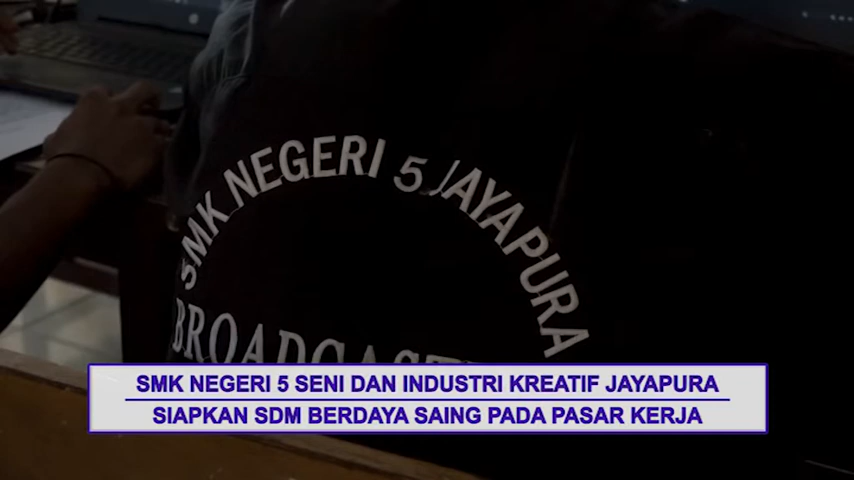 SMK NEGERI 5 JAYAPURA
SMK NEGERI 5 SENI DAN INDUSTRI KREATIF JAYAPURA
SIAPKAN SDM BERDAYA SAING PADA PASAR KERJA